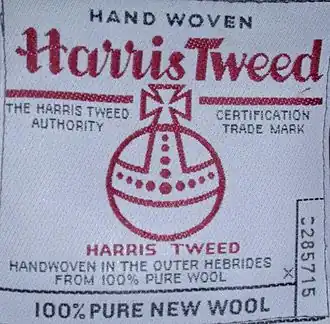 HAND WOVEN
Harris Tweed
THE HARRIS TWEED
AUTHORITY
CERTIFICATION
TRADE MARK
HARRIS TWEED
HANDWOVEN IN THE OUTER HEBRIDES
FROM 100% PURE WOOL
X
100% PURE NEW WOOL
285715